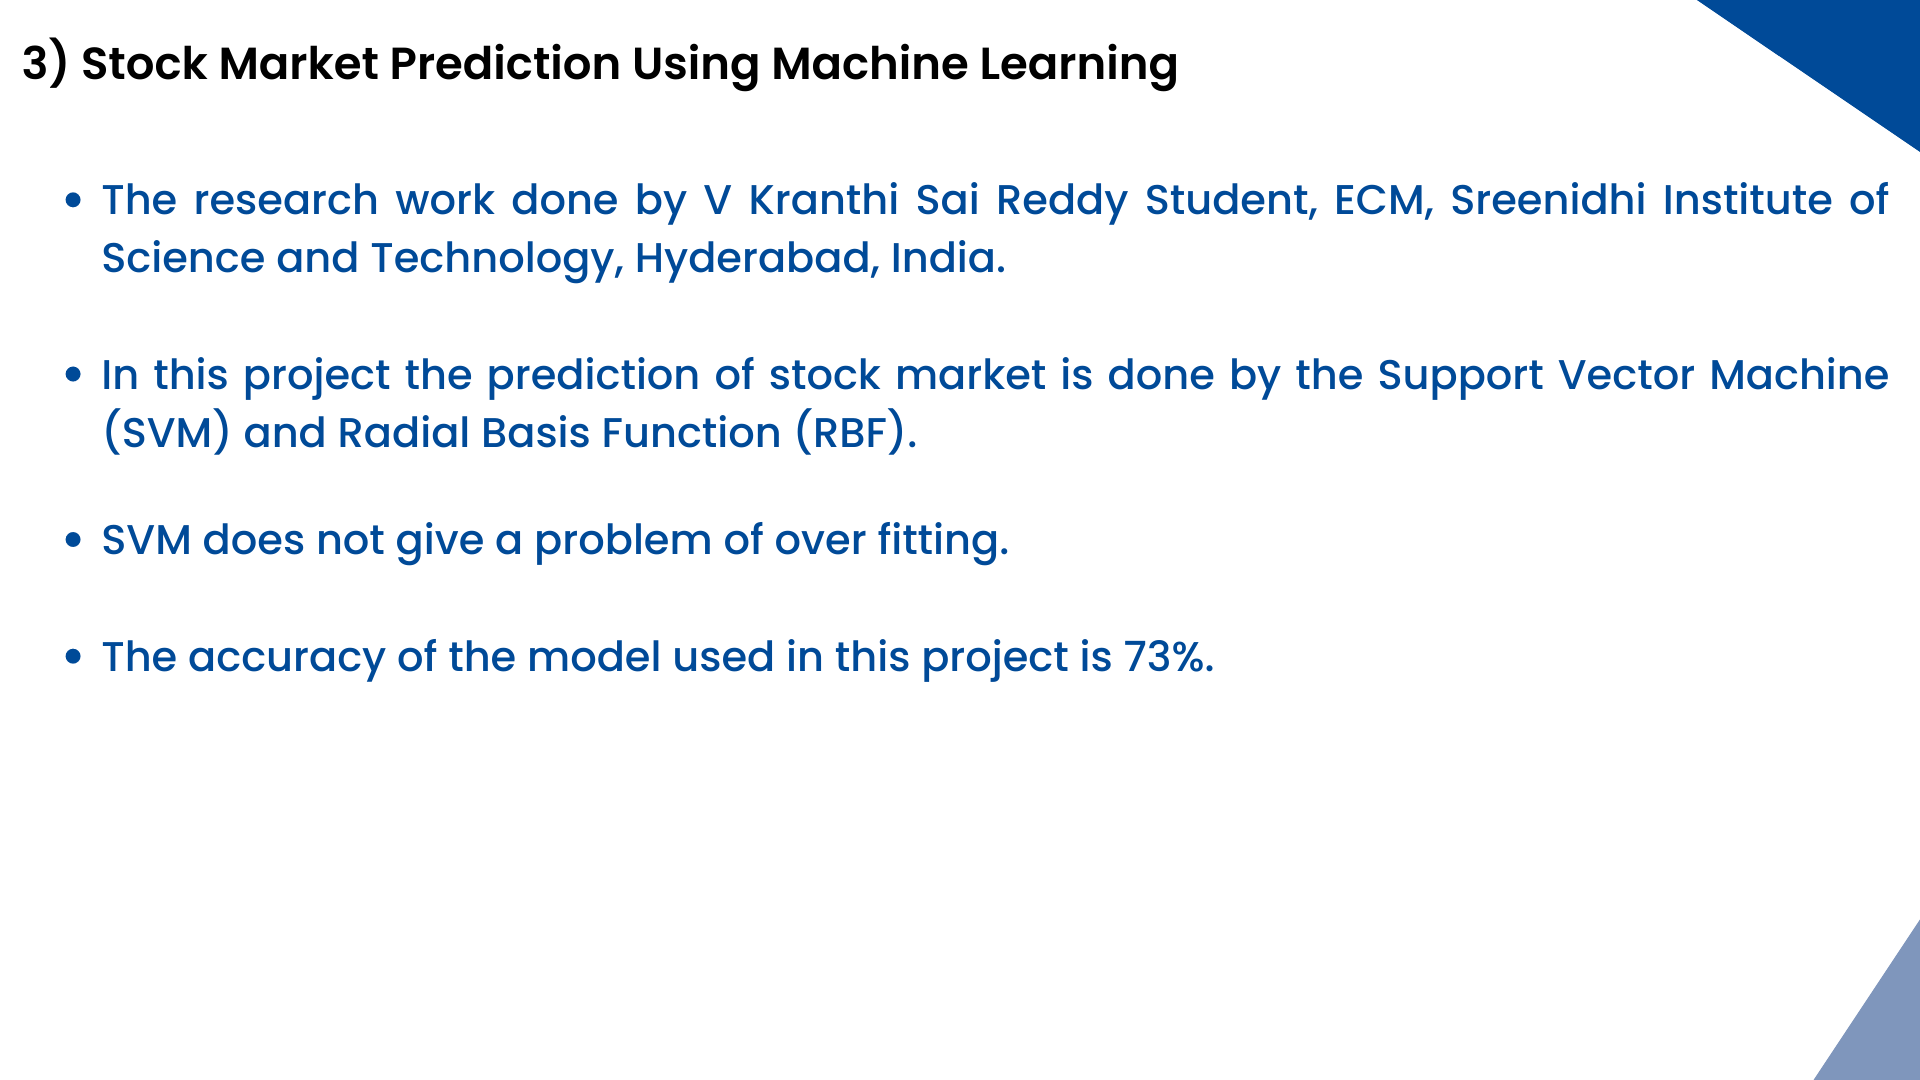 3) Stock Market Prediction Using Machine Learning
• The research work done by V Kranthi Sai Reddy Student, ECM, Sreenidhi Institute of
Science and Technology, Hyderabad, India.
• In this project the prediction of stock market is done by the Support Vector Machine
(SVM) and Radial Basis Function (RBF).
• SVM does not give a problem of over fitting.
• The accuracy of the model used in this project is 73%.